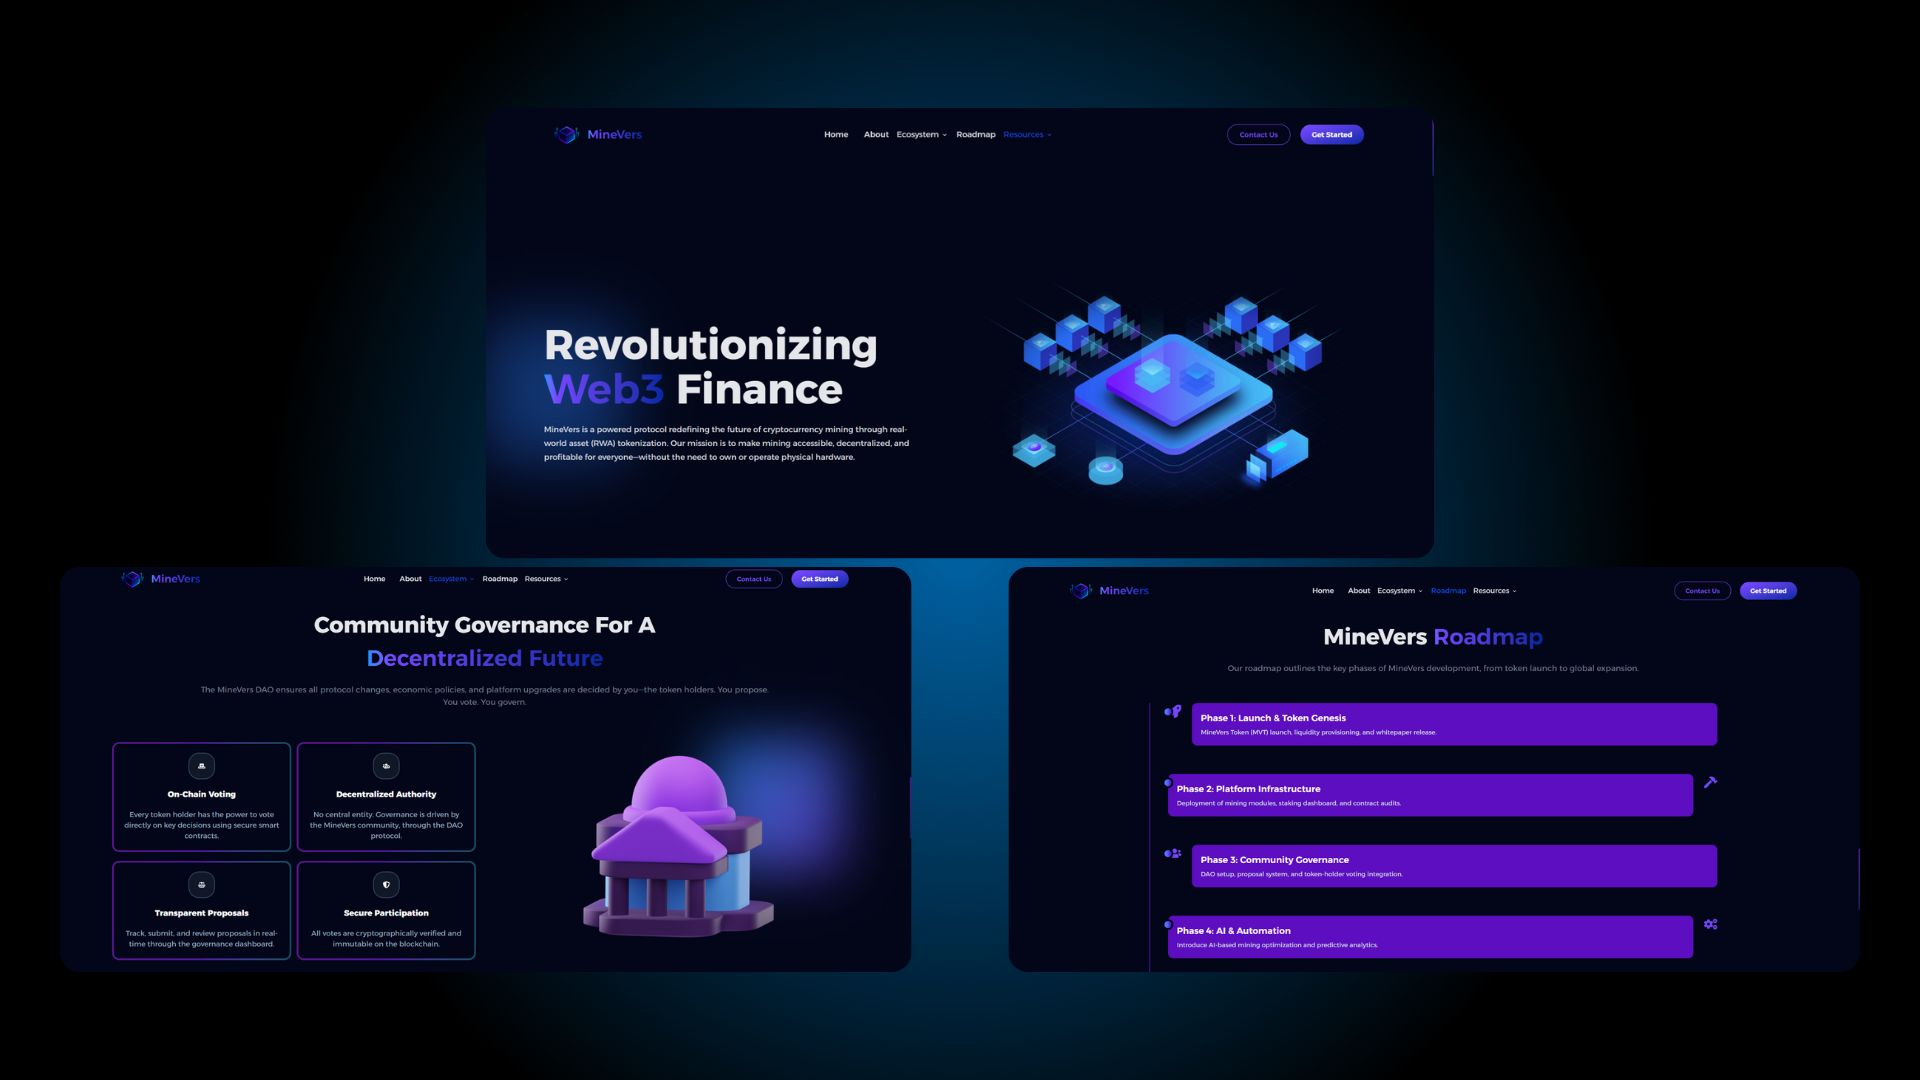 MineVers
Home About Ecosystem Roadmap Resources
Contact Us
Get Started
Revolutionizing
Web3 Finance
MineVers is a powered protocol redefining the future of cryptocurrency mining through real-
world asset (RWA) tokenization. Our mission is to make mining accessible, decentralized, and
profitable for everyone—without the need to own or operate physical hardware.
MineVers
Home About Ecosystem Roadmap Resources
Contact Us
Get Started
Community Governance For A
Decentralized Future
The MineVers DAO ensures all protocol changes, economic policies, and platform upgrades are decided by you—the token holders. You propose.
You vote. You govern.
On-Chain Voting
Every token holder has the power to vote
directly on key decisions using secure smart
contracts.
Decentralized Authority
No central entity. Governance is driven by
the MineVers community, through the DAO
protocol.
Transparent Proposals
Track, submit, and review proposals in real-
time through the governance dashboard.
Secure Participation
All votes are cryptographically verified and
immutable on the blockchain.
MineVers
Home About Ecosystem Roadmap Resources
Contact Us
Get Started
MineVers Roadmap
Our roadmap outlines the key phases of MineVers development, from token launch to global expansion.
Phase 1: Launch & Token Genesis
MineVers Token (MVT) launch, liquidity provisioning, and whitepaper release.
Phase 2: Platform Infrastructure
Deployment of mining modules, staking dashboard, and contract audits.
Phase 3: Community Governance
DAO setup, proposal system, and token-holder voting integration.
Phase 4: AI & Automation
Introduce AI-based mining optimization and predictive analytics.